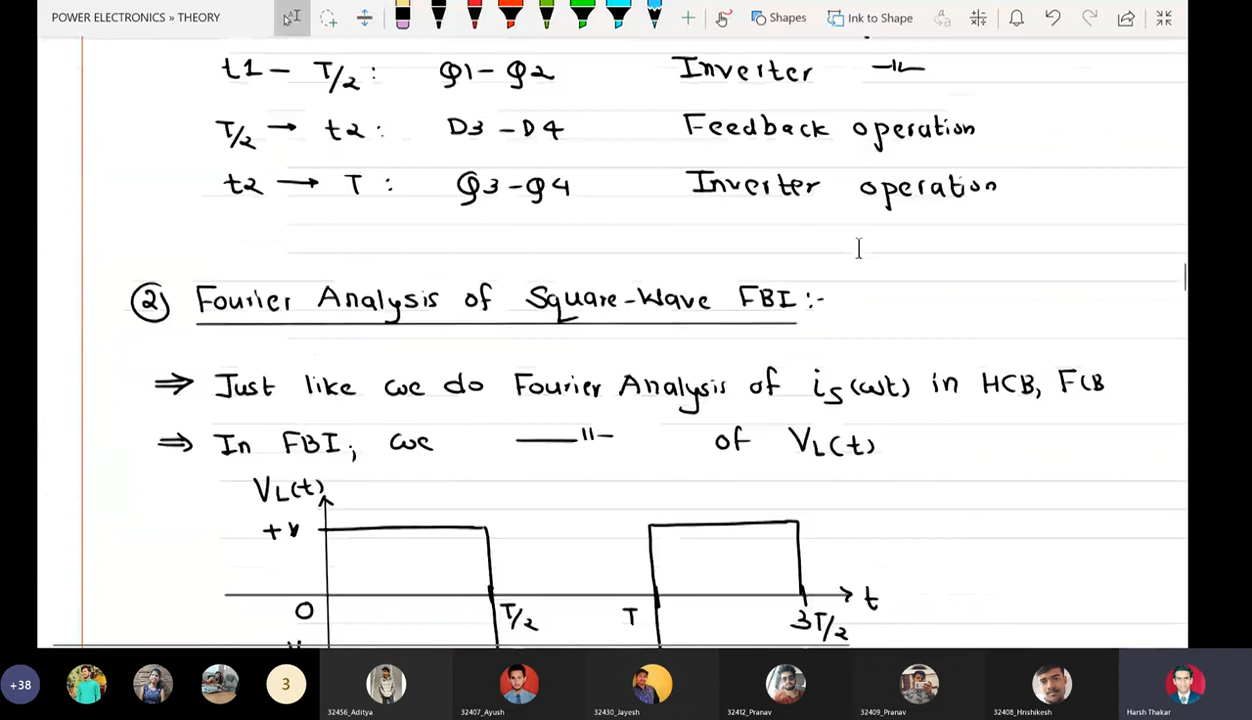 POWER ELECTRONICS » THEORY
Shapes
Ink to Shape
t1 - T/2 : Q1 - Q2 Inverter —"—
T/2 → t2 : D3 - D4 Feedback operation
t2 → T : Q3 - Q4 Inverter operation
② Fourier Analysis of Square-Wave FBI :-
⇒ Just like we do Fourier Analysis of is(wt) in HCB, FCB
⇒ In FBI, we —"— of VL(t)
VL(t)
+V
0 T/2 T 3T/2 t
+38
3
32456_Aditya
32407_Ayush
32430_Jayesh
32412_Pranav
32409_Pranav
32408_Hrishikesh
Harsh Thakar